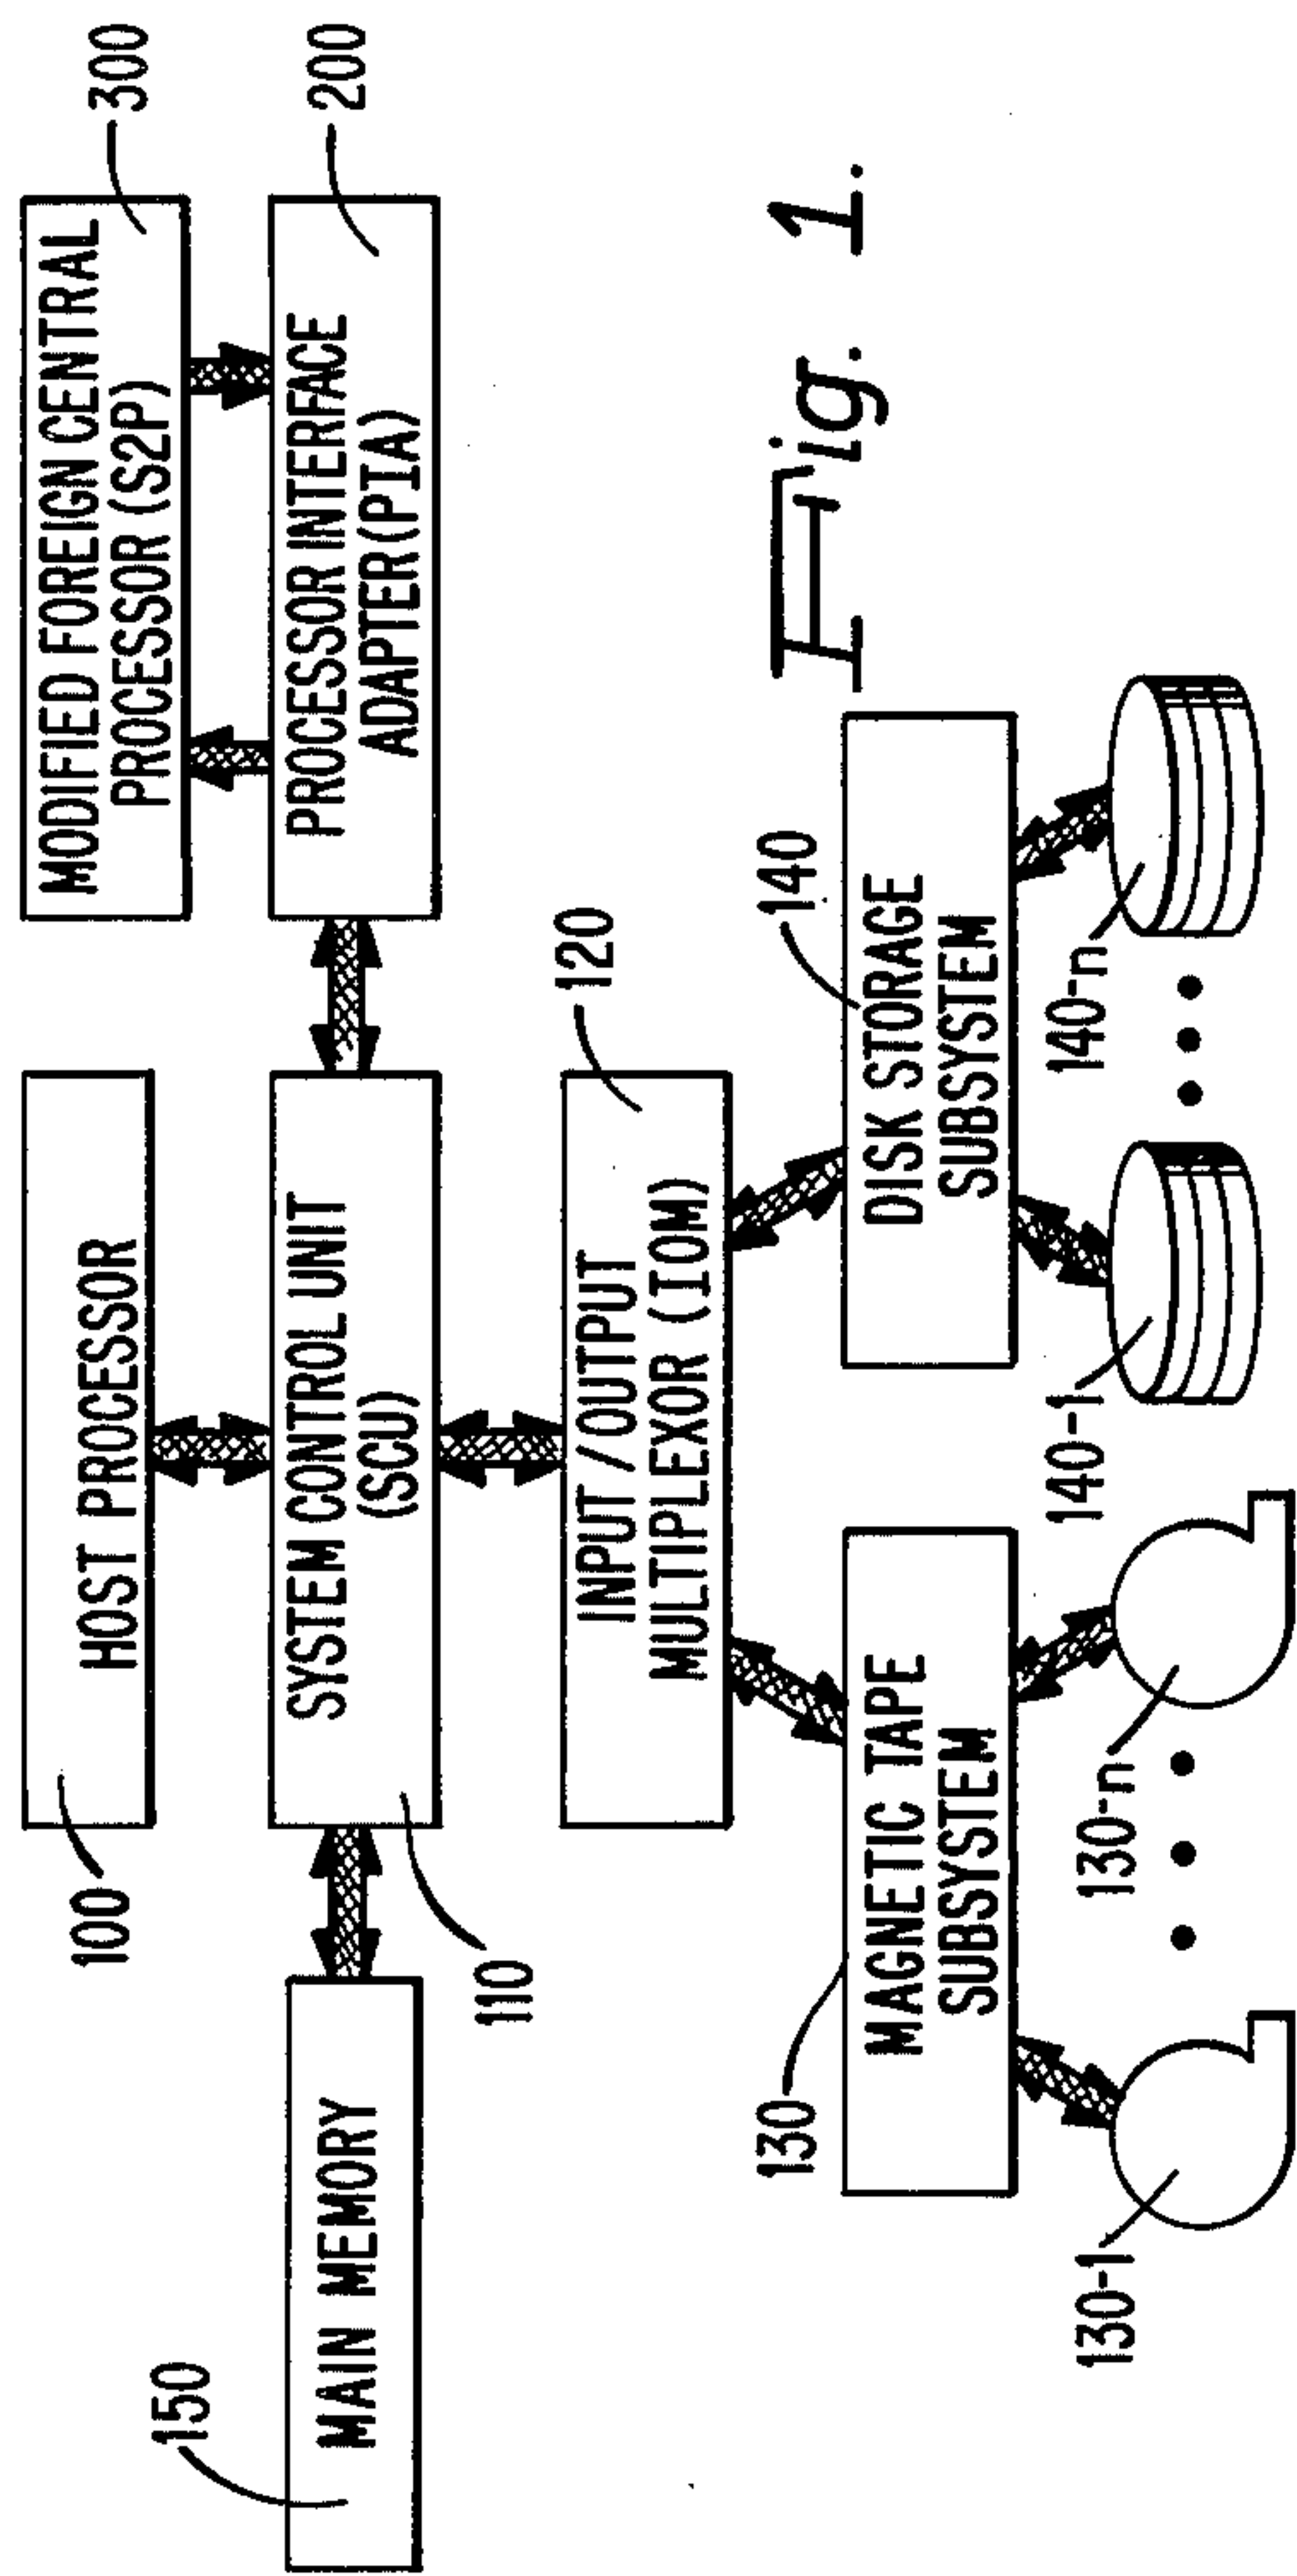 100
HOST PROCESSOR
MODIFIED FOREIGN CENTRAL
PROCESSOR (S2P)
300
150
MAIN MEMORY
110
SYSTEM CONTROL UNIT
(SCU)
PROCESSOR INTERFACE
ADAPTER(PIA)
200
INPUT/OUTPUT
MULTIPLEXOR (IOM)
120
130
MAGNETIC TAPE
SUBSYSTEM
140
DISK STORAGE
SUBSYSTEM
130-1
130-n
140-1
140-n
Fig. 1.